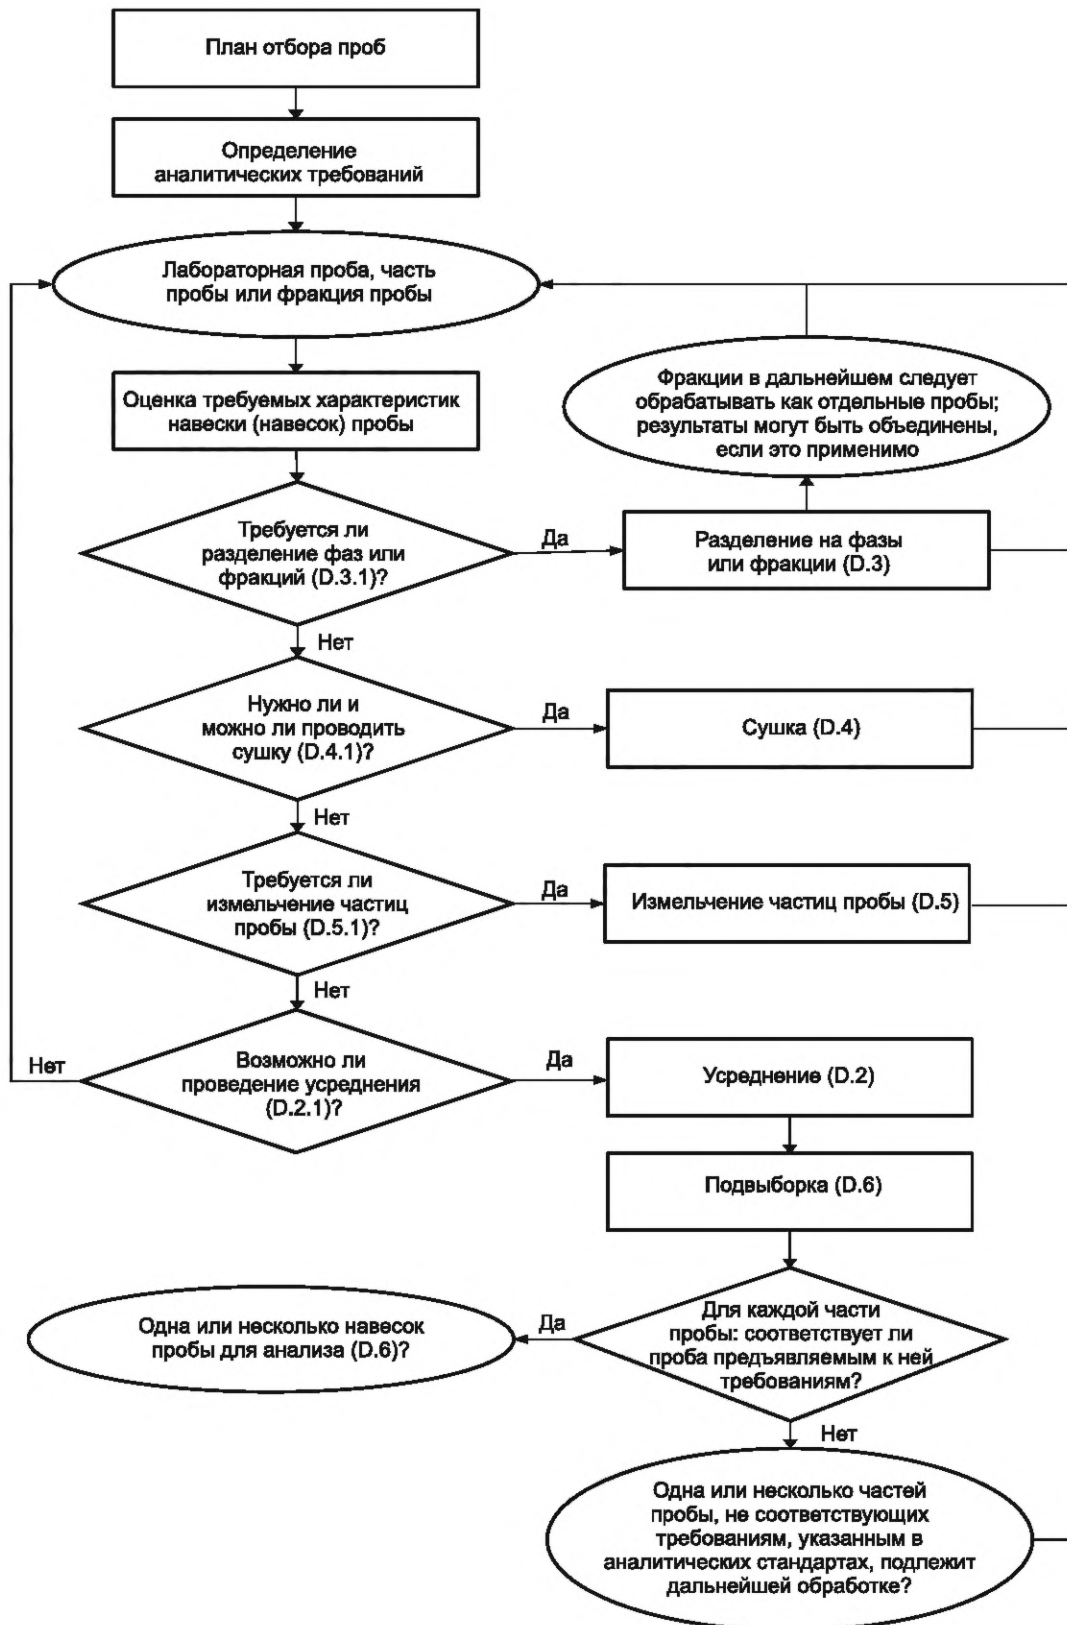 План отбора проб
Определение
аналитических требований
Лабораторная проба, часть
пробы или фракция пробы
Оценка требуемых характеристик
навески (навесок) пробы
Фракции в дальнейшем следует
обрабатывать как отдельные пробы;
результаты могут быть объединены,
если это применимо
Требуется ли
разделение фаз или
фракций (D.3.1)?
Да
Разделение на фазы
или фракции (D.3)
Нет
Нужно ли и
можно ли проводить
сушку (D.4.1)?
Да
Сушка (D.4)
Нет
Требуется ли
измельчение частиц
пробы (D.5.1)?
Да
Измельчение частиц пробы (D.5)
Нет
Нет
Возможно ли
проведение усреднения
(D.2.1)?
Да
Усреднение (D.2)
Подвыборка (D.6)
Для каждой части
пробы: соответствует ли
проба предъявляемым к ней
требованиям?
Да
Одна или несколько навесок
пробы для анализа (D.6)?
Нет
Одна или несколько частей
пробы, не соответствующих
требованиям, указанным в
аналитических стандартах, подлежит
дальнейшей обработке?